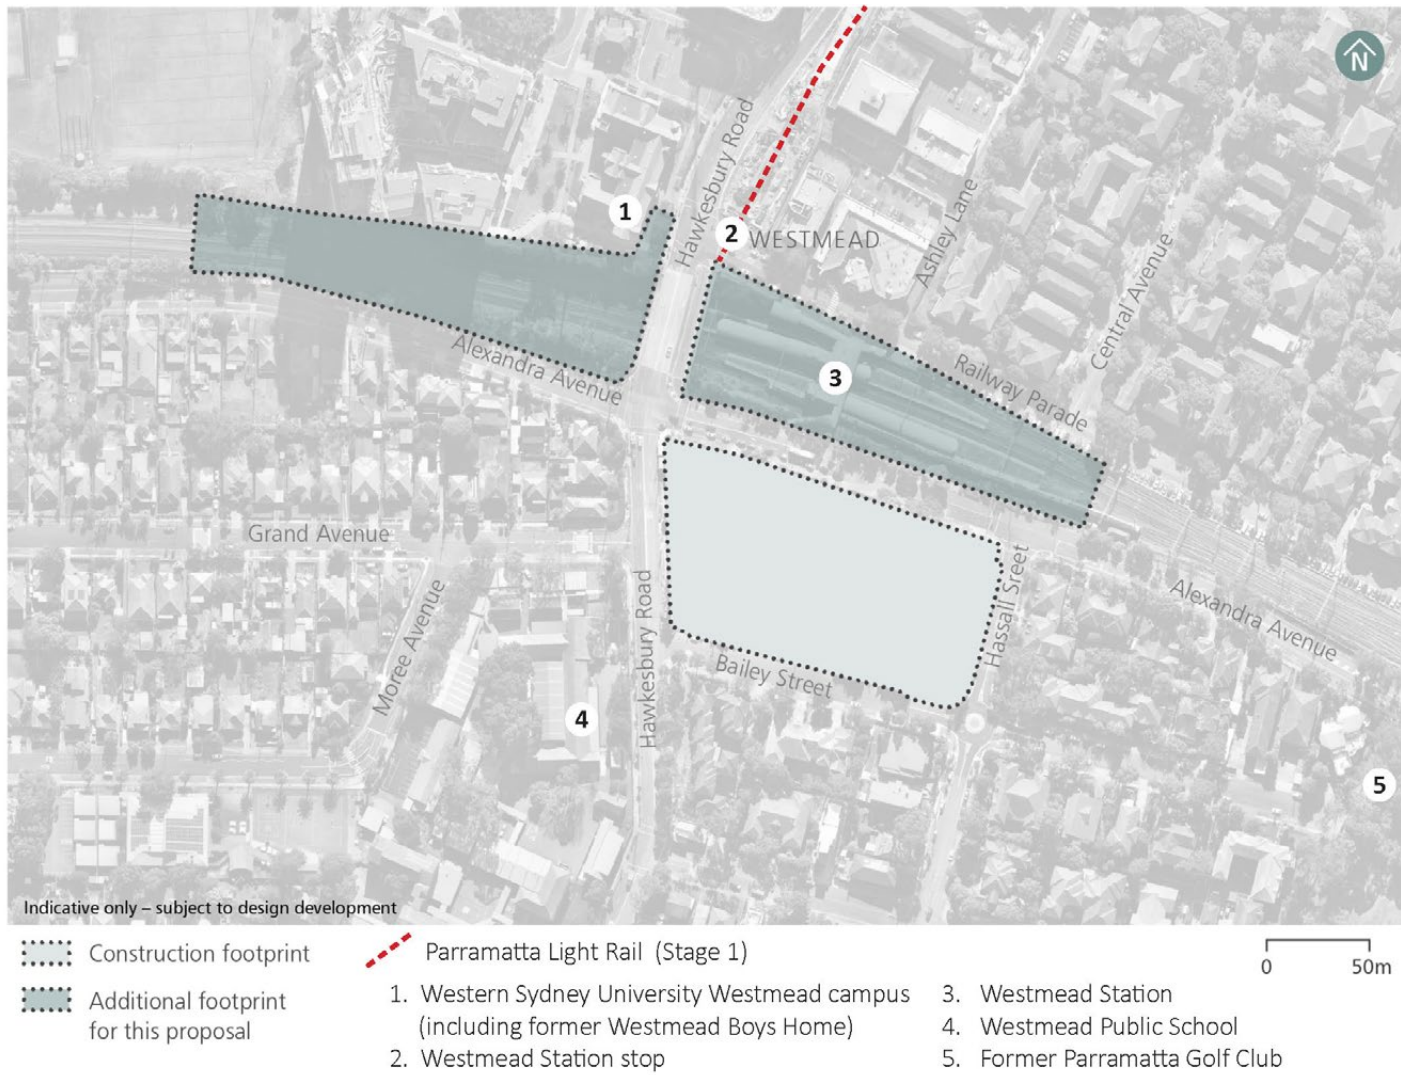 N
Hawkesbury Road
1
2
WESTMEAD
Ashley Lane
Central Avenue
Alexandra Avenue
3
Railway Parade
Grand Avenue
Moree Avenue
Hawkesbury Road
Hassall Sreet
Alexandra Avenue
Bailey Street
4
5
Indicative only – subject to design development
Construction footprint
Additional footprint
for this proposal
Parramatta Light Rail (Stage 1)
0 50m
1. Western Sydney University Westmead campus
(including former Westmead Boys Home)
2. Westmead Station stop
3. Westmead Station
4. Westmead Public School
5. Former Parramatta Golf Club